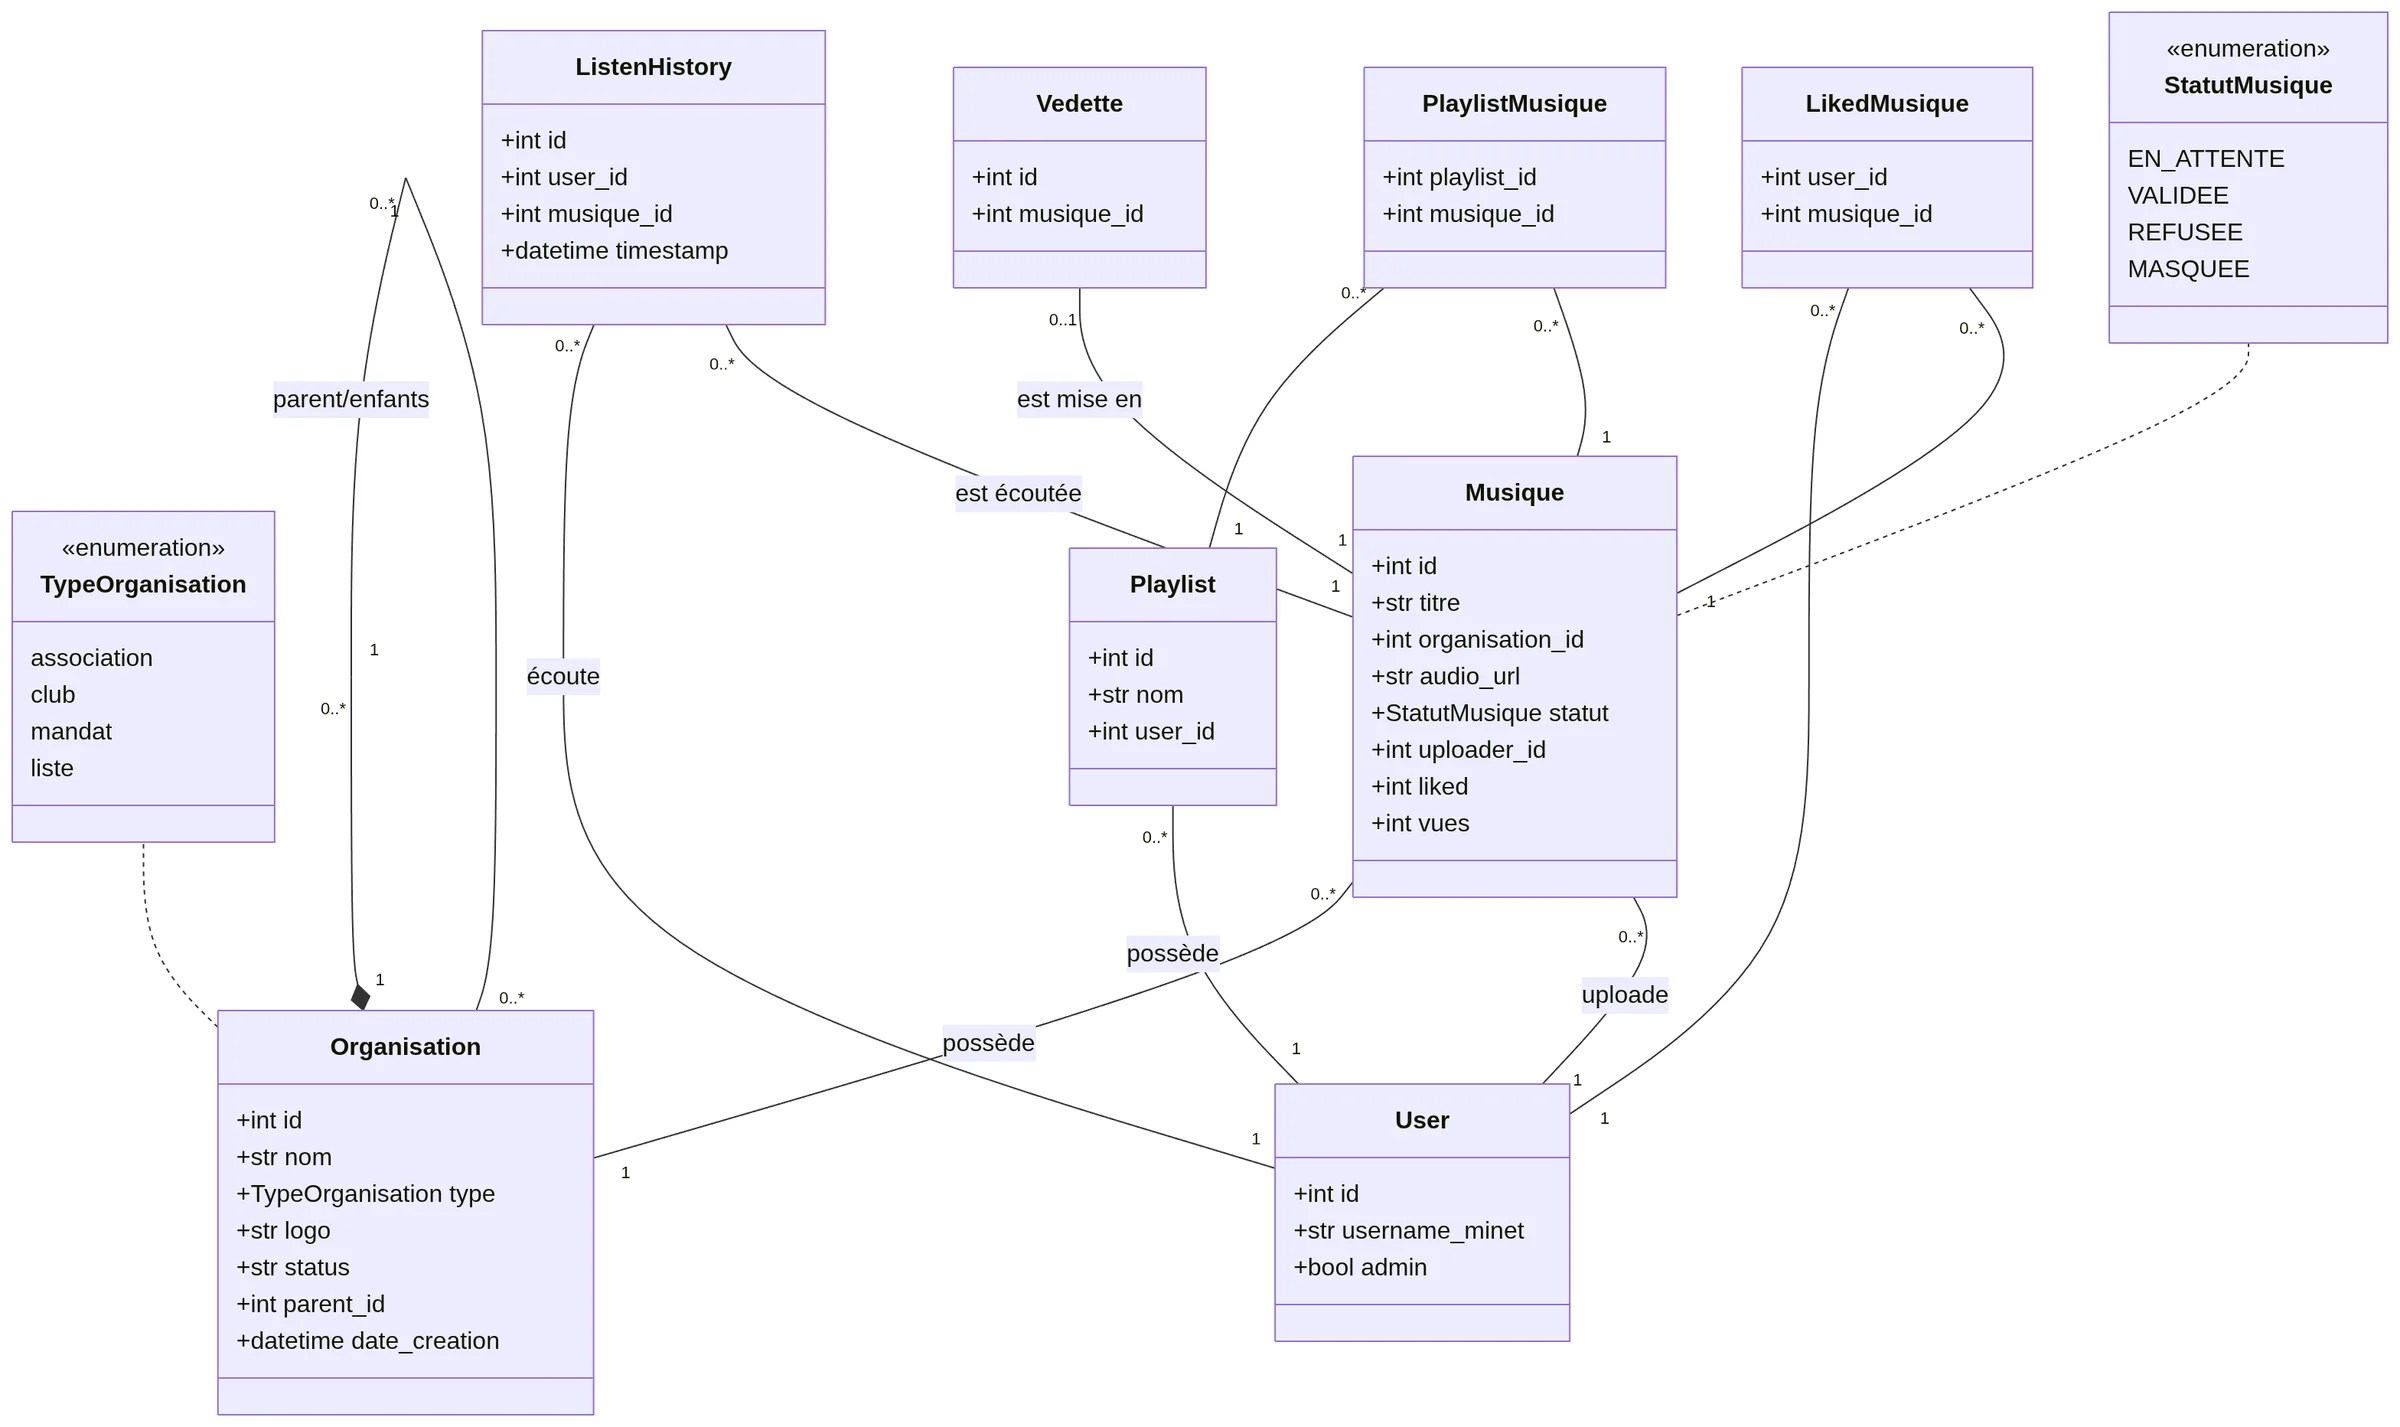 ListenHistory
+int id
+int user_id
+int musique_id
+datetime timestamp
Vedette
+int id
+int musique_id
PlaylistMusique
+int playlist_id
+int musique_id
LikedMusique
+int user_id
+int musique_id
«enumeration»
StatutMusique
EN_ATTENTE
VALIDEE
REFUSEE
MASQUEE
0..*
1
0..*
0..*
0..1
0..*
0..*
0..*
0..*
parent/enfants
est mise en
est écoutée
1
1
1
1
1
«enumeration»
TypeOrganisation
association
club
mandat
liste
1
0..*
écoute
Playlist
+int id
+str nom
+int user_id
Musique
+int id
+str titre
+int organisation_id
+str audio_url
+StatutMusique statut
+int uploader_id
+int liked
+int vues
0..*
0..*
0..*
possède
uploade
possède
1
0..*
1
1
1
1
1
Organisation
+int id
+str nom
+TypeOrganisation type
+str logo
+str status
+int parent_id
+datetime date_creation
User
+int id
+str username_minet
+bool admin